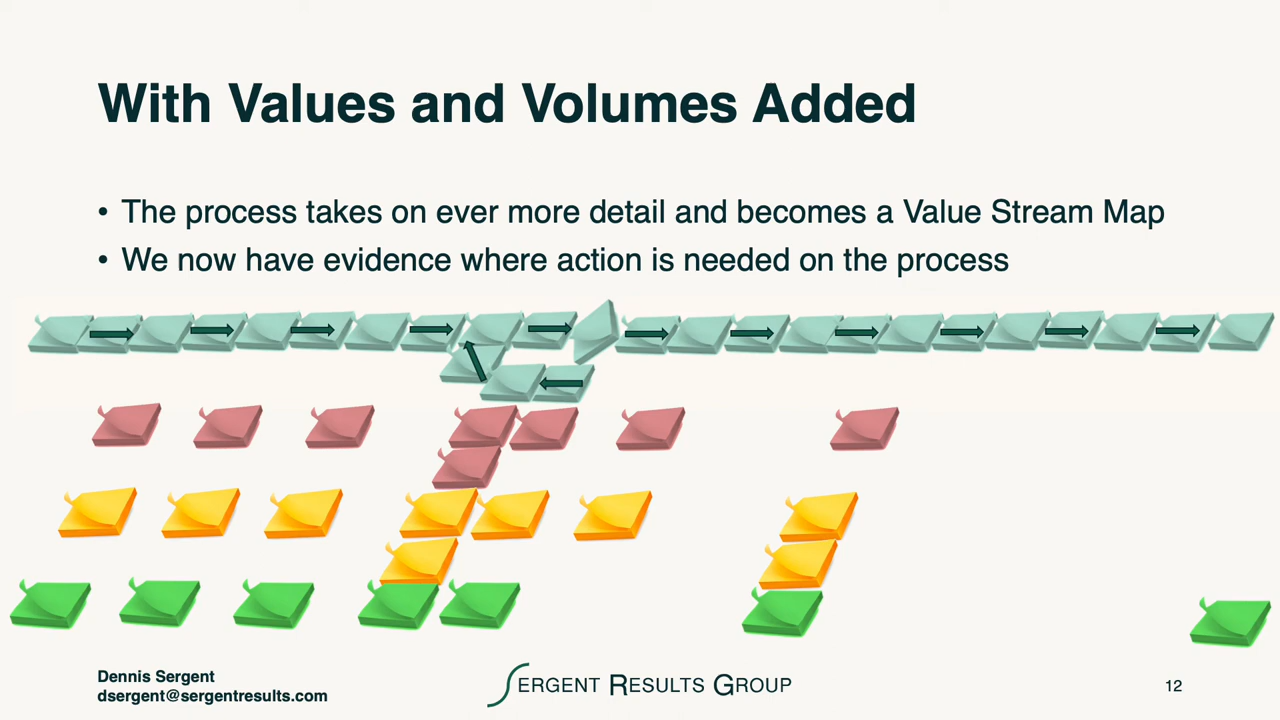 With Values and Volumes Added
• The process takes on ever more detail and becomes a Value Stream Map
• We now have evidence where action is needed on the process
Dennis Sergent
dsergent@sergentresults.com
SERGENT RESULTS GROUP
12